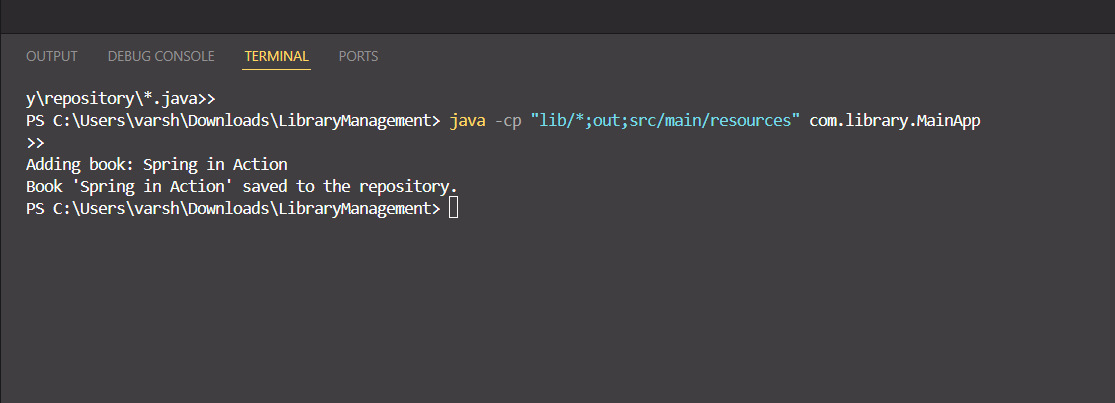 OUTPUT DEBUG CONSOLE TERMINAL PORTS
y\repository\*.java>>
PS C:\Users\varsh\Downloads\LibraryManagement> java -cp "lib/*;out;src/main/resources" com.library.MainApp
>>
Adding book: Spring in Action
Book 'Spring in Action' saved to the repository.
PS C:\Users\varsh\Downloads\LibraryManagement>